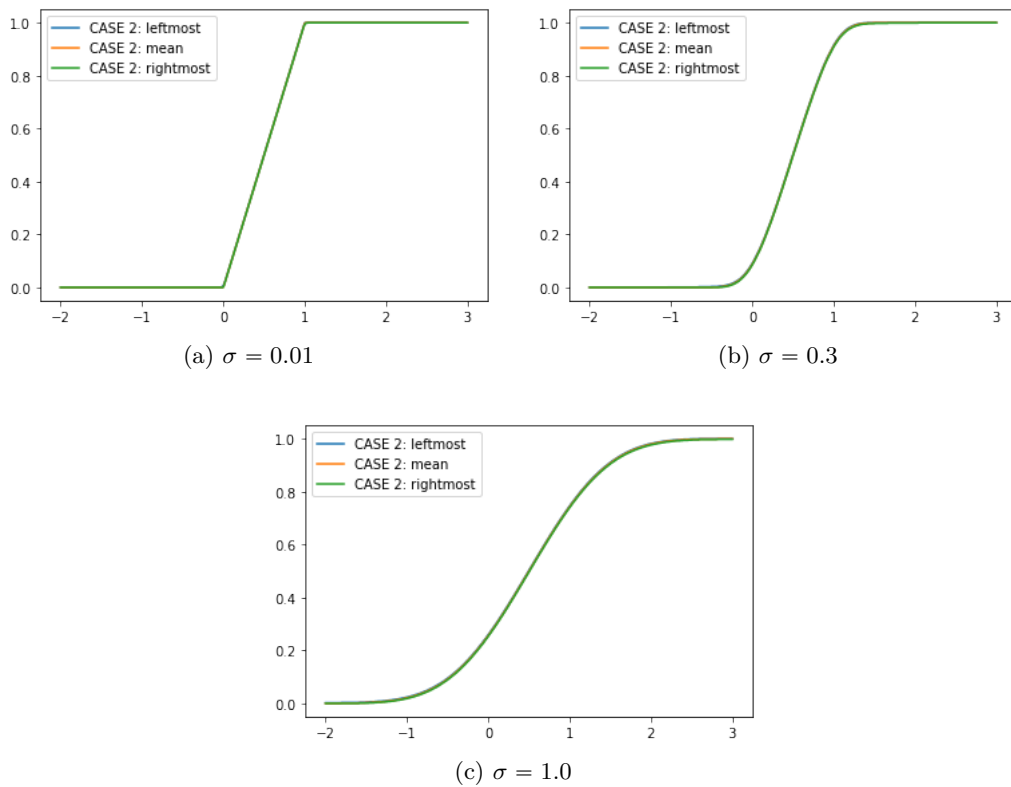 CASE 2: leftmost
CASE 2: mean
CASE 2: rightmost
1.0
0.8
0.6
0.4
0.2
0.0
−2 −1 0 1 2 3
(a) σ = 0.01
CASE 2: leftmost
CASE 2: mean
CASE 2: rightmost
1.0
0.8
0.6
0.4
0.2
0.0
−2 −1 0 1 2 3
(b) σ = 0.3
CASE 2: leftmost
CASE 2: mean
CASE 2: rightmost
1.0
0.8
0.6
0.4
0.2
0.0
−2 −1 0 1 2 3
(c) σ = 1.0